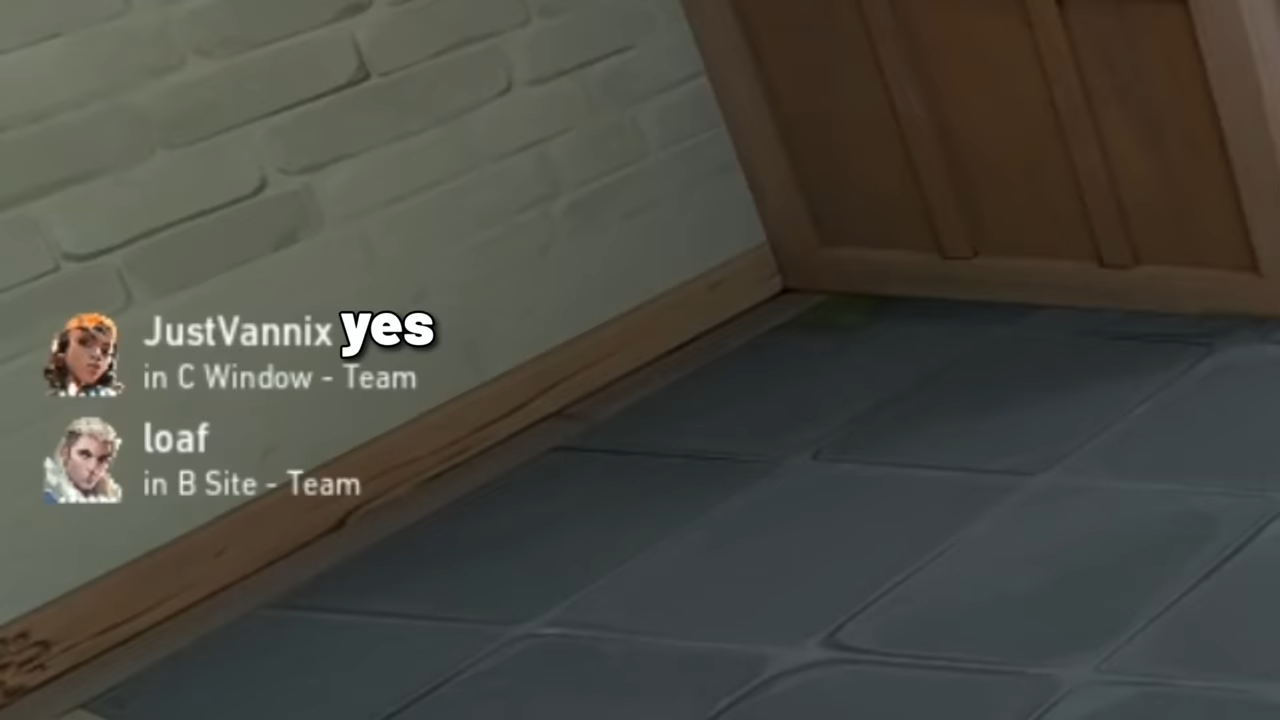 JustVannix yes
in C Window - Team
loaf
in B Site - Team